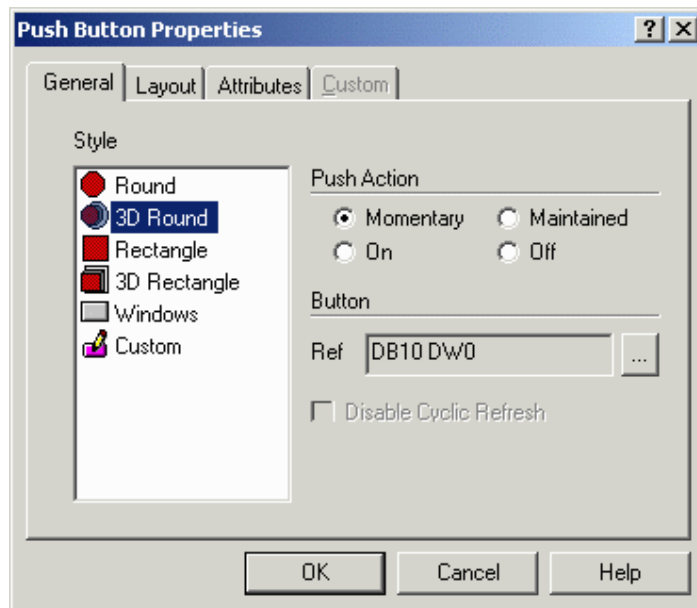 Push Button Properties
General Layout Attributes Custom
Style
Round
3D Round
Rectangle
3D Rectangle
Windows
Custom
Push Action
Momentary Maintained
On Off
Button
Ref DB10 DW0 ...
Disable Cyclic Refresh
OK Cancel Help